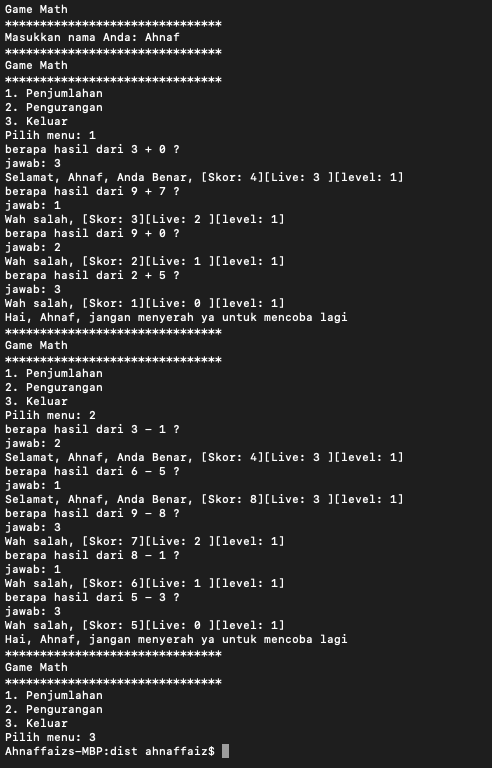 Game Math
*******************************
Masukkan nama Anda: Ahnaf
*******************************
Game Math
*******************************
1. Penjumlahan
2. Pengurangan
3. Keluar
Pilih menu: 1
berapa hasil dari 3 + 0 ?
jawab: 3
Selamat, Ahnaf, Anda Benar, [Skor: 4][Live: 3 ][level: 1]
berapa hasil dari 9 + 7 ?
jawab: 1
Wah salah, [Skor: 3][Live: 2 ][level: 1]
berapa hasil dari 9 + 0 ?
jawab: 2
Wah salah, [Skor: 2][Live: 1 ][level: 1]
berapa hasil dari 2 + 5 ?
jawab: 3
Wah salah, [Skor: 1][Live: 0 ][level: 1]
Hai, Ahnaf, jangan menyerah ya untuk mencoba lagi
*******************************
Game Math
*******************************
1. Penjumlahan
2. Pengurangan
3. Keluar
Pilih menu: 2
berapa hasil dari 3 - 1 ?
jawab: 2
Selamat, Ahnaf, Anda Benar, [Skor: 4][Live: 3 ][level: 1]
berapa hasil dari 6 - 5 ?
jawab: 1
Selamat, Ahnaf, Anda Benar, [Skor: 8][Live: 3 ][level: 1]
berapa hasil dari 9 - 8 ?
jawab: 3
Wah salah, [Skor: 7][Live: 2 ][level: 1]
berapa hasil dari 8 - 1 ?
jawab: 1
Wah salah, [Skor: 6][Live: 1 ][level: 1]
berapa hasil dari 5 - 3 ?
jawab: 3
Wah salah, [Skor: 5][Live: 0 ][level: 1]
Hai, Ahnaf, jangan menyerah ya untuk mencoba lagi
*******************************
Game Math
*******************************
1. Penjumlahan
2. Pengurangan
3. Keluar
Pilih menu: 3
Ahnaffaizs-MBP:dist ahnaffaiz$